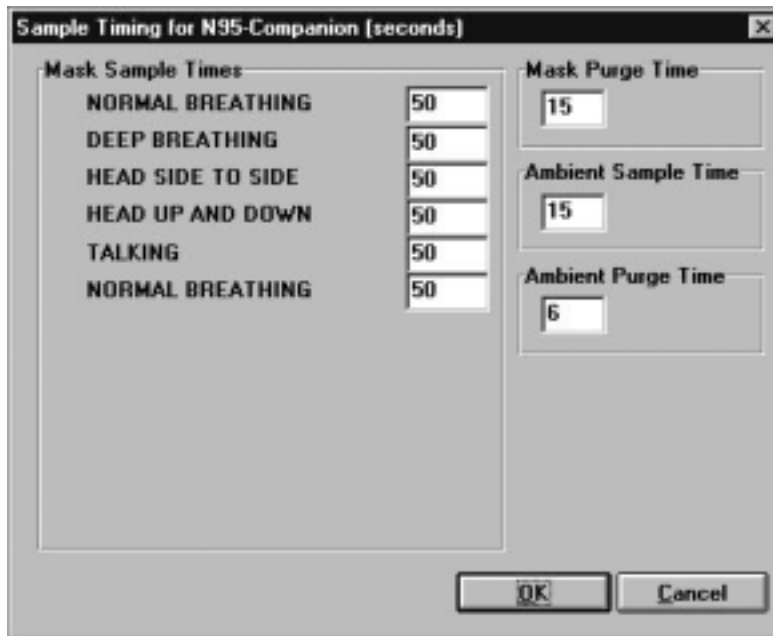 Sample Timing for N95-Companion (seconds)
Mask Sample Times
NORMAL BREATHING 50
DEEP BREATHING 50
HEAD SIDE TO SIDE 50
HEAD UP AND DOWN 50
TALKING 50
NORMAL BREATHING 50
Mask Purge Time
15
Ambient Sample Time
15
Ambient Purge Time
6
OK Cancel